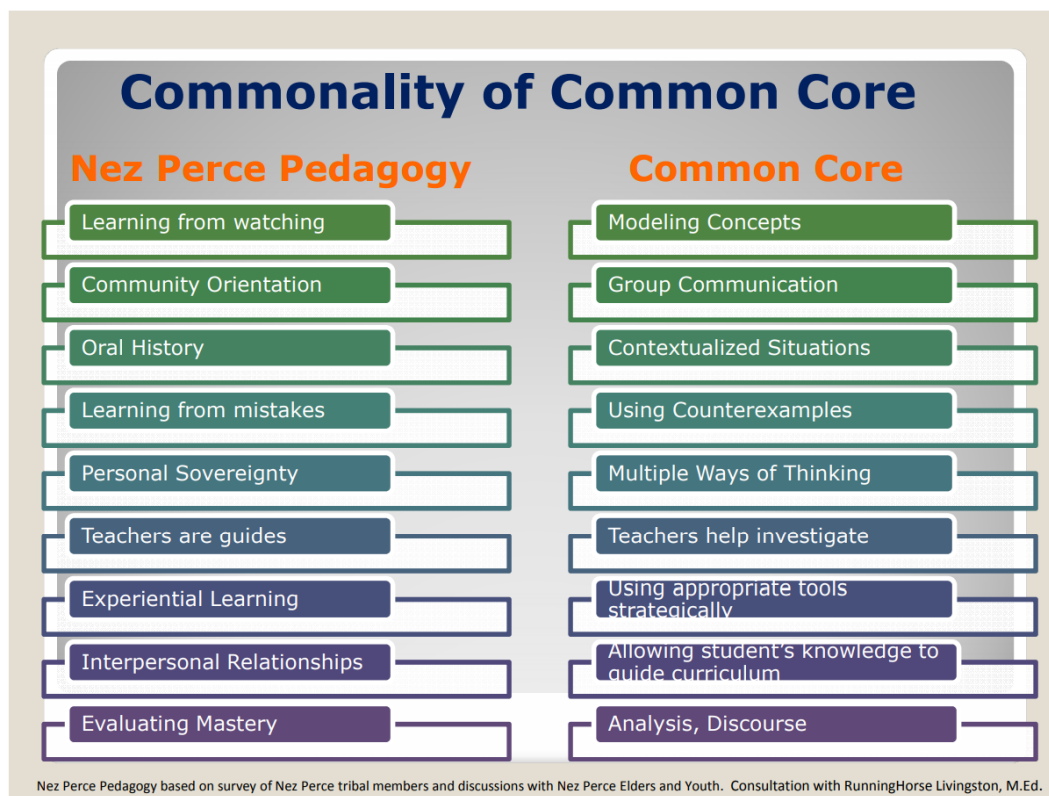 Commonality of Common Core
Nez Perce Pedagogy
Learning from watching
Community Orientation
Oral History
Learning from mistakes
Personal Sovereignty
Teachers are guides
Experiential Learning
Interpersonal Relationships
Evaluating Mastery
Common Core
Modeling Concepts
Group Communication
Contextualized Situations
Using Counterexamples
Multiple Ways of Thinking
Teachers help investigate
Using appropriate tools
strategically
Allowing student's knowledge to
guide curriculum
Analysis, Discourse
Nez Perce Pedagogy based on survey of Nez Perce tribal members and discussions with Nez Perce Elders and Youth. Consultation with RunningHorse Livingston, M.Ed.